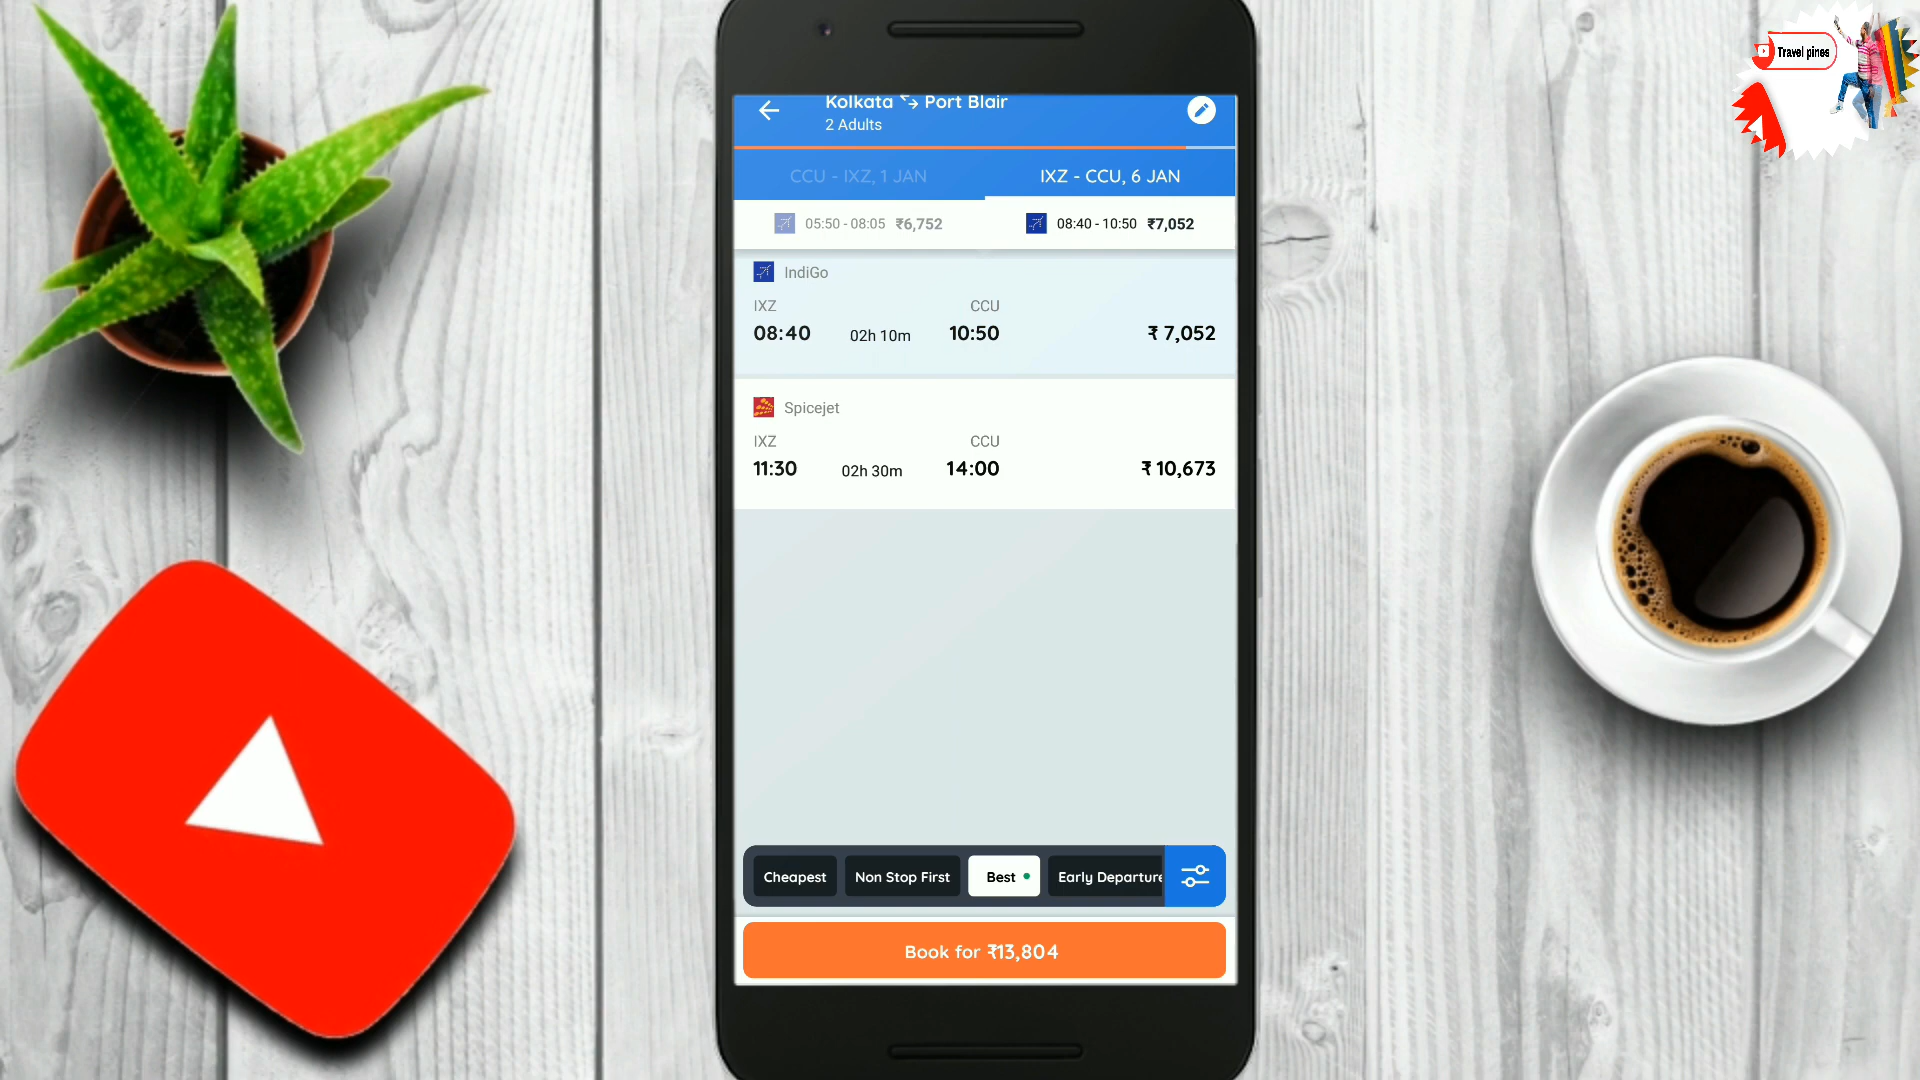 Travel pines
Kolkata Port Blair
2 Adults
CCU - IXZ, 1 JAN
IXZ - CCU, 6 JAN
05:50 - 08:05 ₹6,752
08:40 - 10:50 ₹7,052
IndiGo
IXZ CCU
08:40 02h 10m 10:50 ₹ 7,052
Spicejet
IXZ CCU
11:30 02h 30m 14:00 ₹ 10,673
Cheapest
Non Stop First
Best
Early Departure
Book for ₹13,804